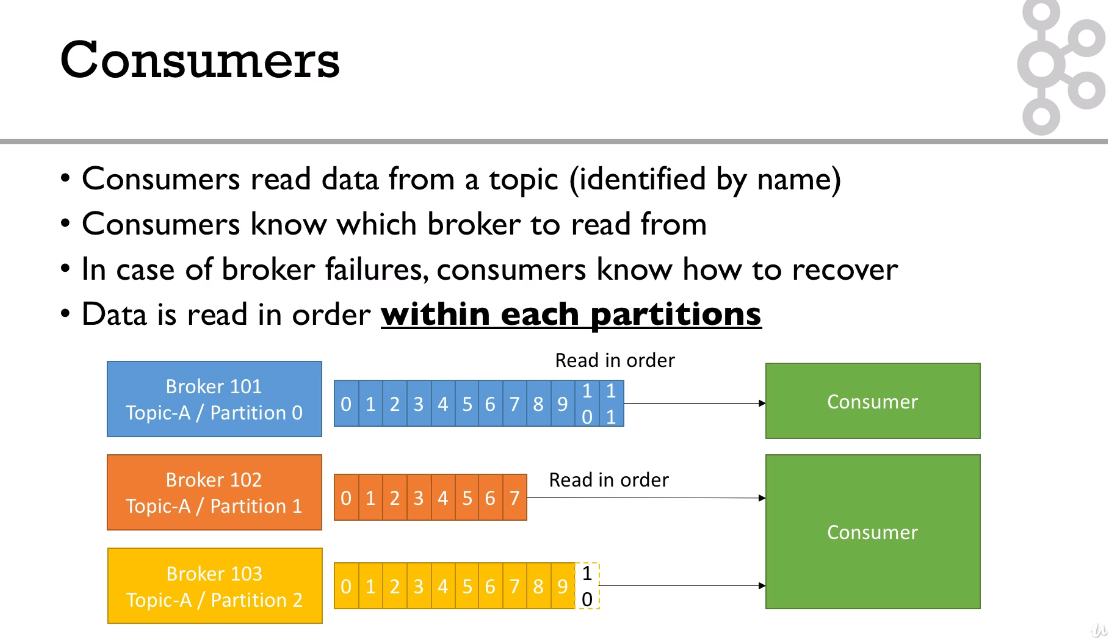 Consumers
• Consumers read data from a topic (identified by name)
• Consumers know which broker to read from
• In case of broker failures, consumers know how to recover
• Data is read in order within each partitions
Read in order
Broker 101
Topic-A / Partition 0
0 1 2 3 4 5 6 7 8 9 10 11
Consumer
Broker 102
Topic-A / Partition 1
0 1 2 3 4 5 6 7
Read in order
Consumer
Broker 103
Topic-A / Partition 2
0 1 2 3 4 5 6 7 8 9 10